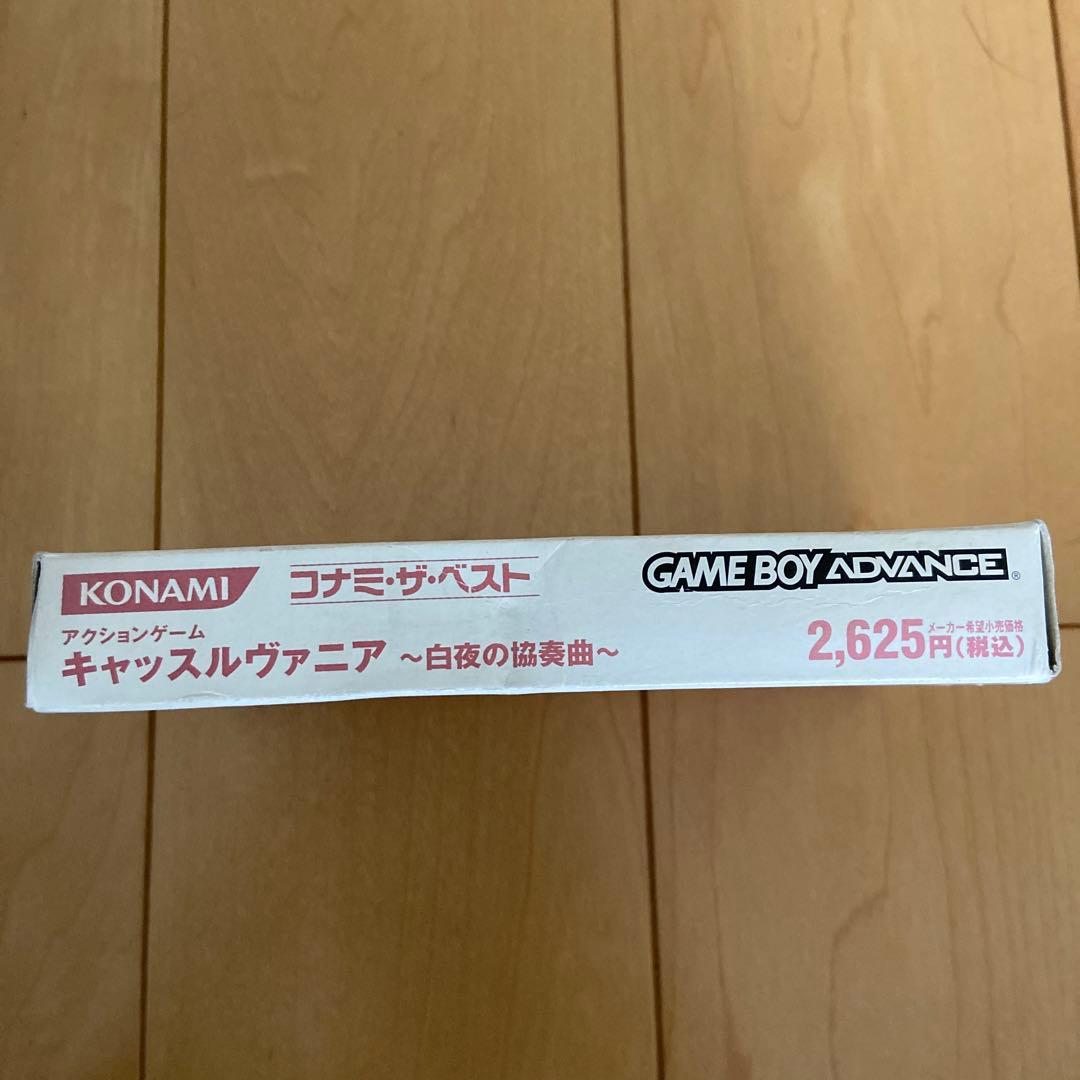 KONAMI
コナミ・ザ・ベスト
GAME BOY ADVANCE®
アクションゲーム
キャッスルヴァニア ～白夜の協奏曲～
メーカー希望小売価格
2,625円(税込)